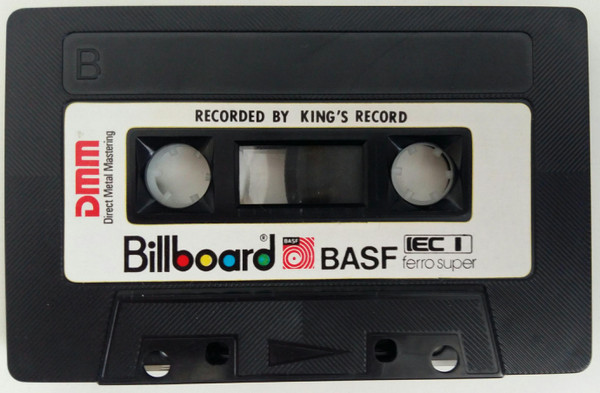 B
RECORDED BY KING'S RECORD
DMM
Direct Metal Mastering
Billboard® BASF BASF IEC I
ferro super